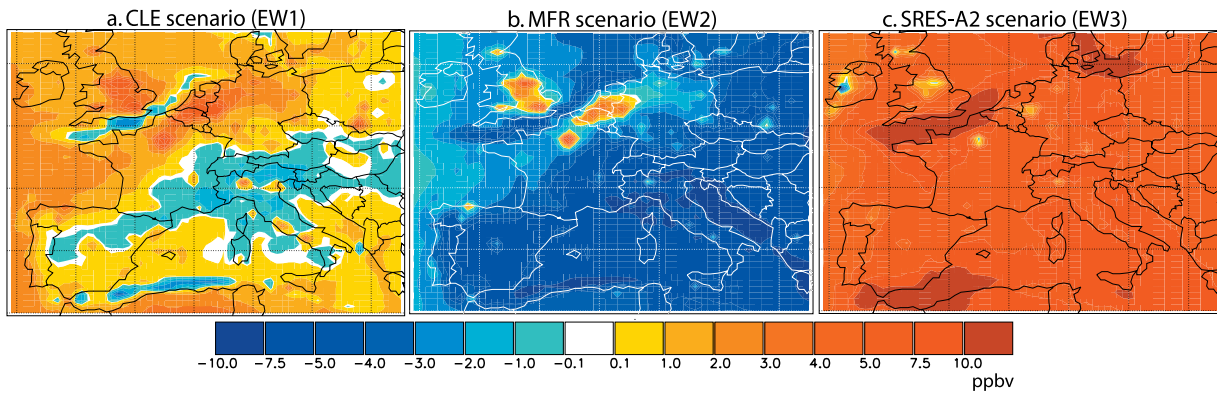 a. CLE scenario (EW1) b. MFR scenario (EW2) c. SRES-A2 scenario (EW3)
−10.0 −7.5 −5.0 −4.0 −3.0 −2.0 −1.0 −0.1 0.1 1.0 2.0 3.0 4.0 5.0 7.5 10.0
ppbv